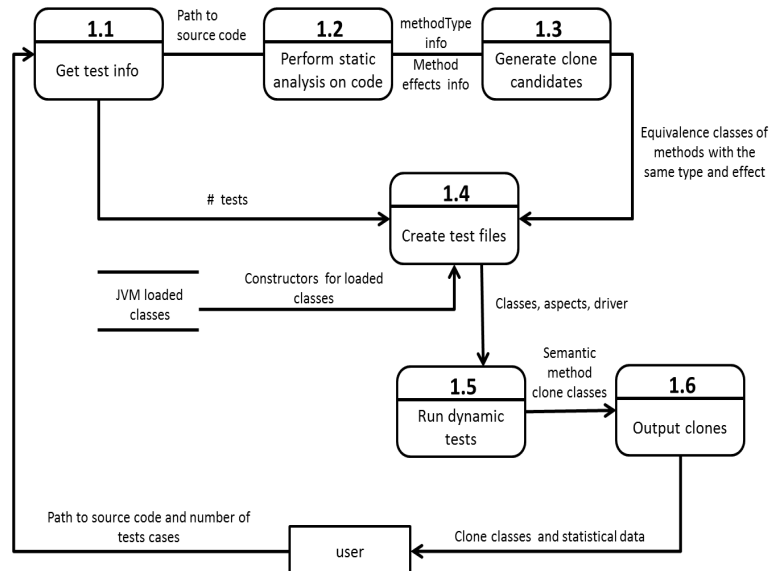 1.1
Get test info
Path to
source code
1.2
Perform static
analysis on code
methodType
info
Method
effects info
1.3
Generate clone
candidates
Equivalence classes of
methods with the
same type and effect
# tests
1.4
Create test files
JVM loaded
classes
Constructors for loaded
classes
Classes, aspects, driver
1.5
Run dynamic
tests
Semantic
method
clone classes
1.6
Output clones
Path to source code and number of
tests cases
user
Clone classes and statistical data